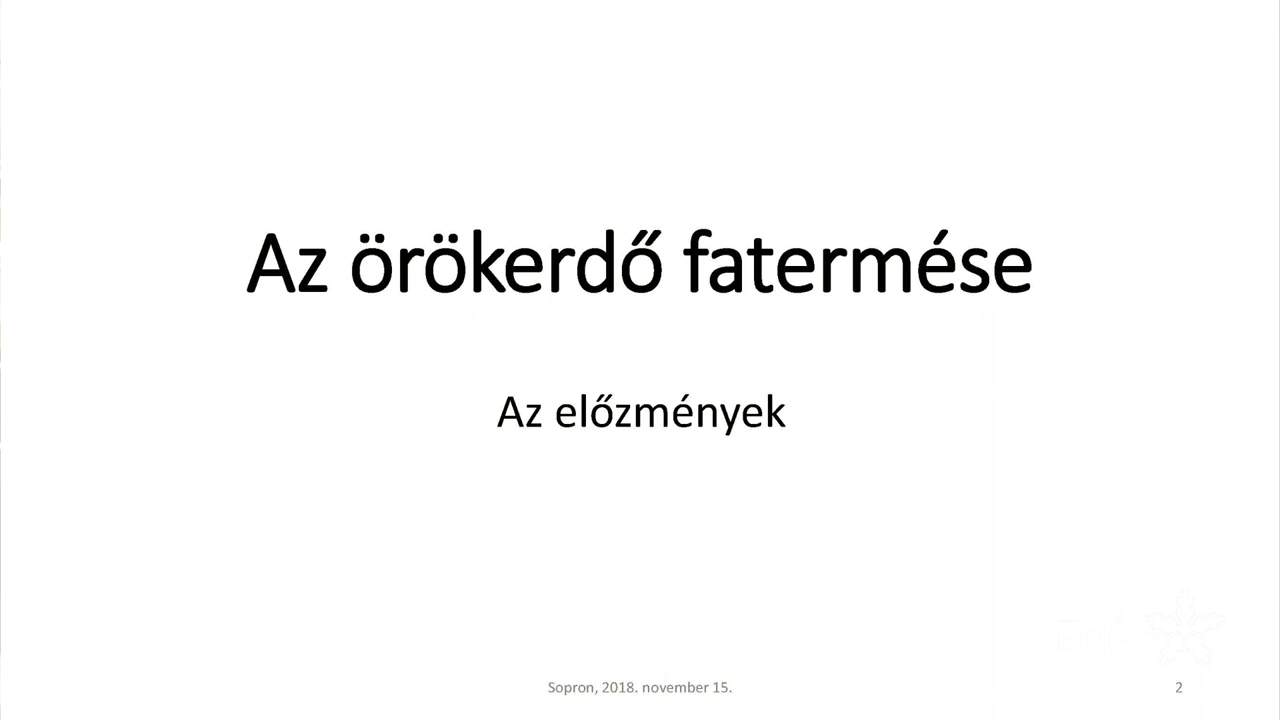 Az örökerdő fatermése
Az előzmények
Sopron, 2018. november 15.
2